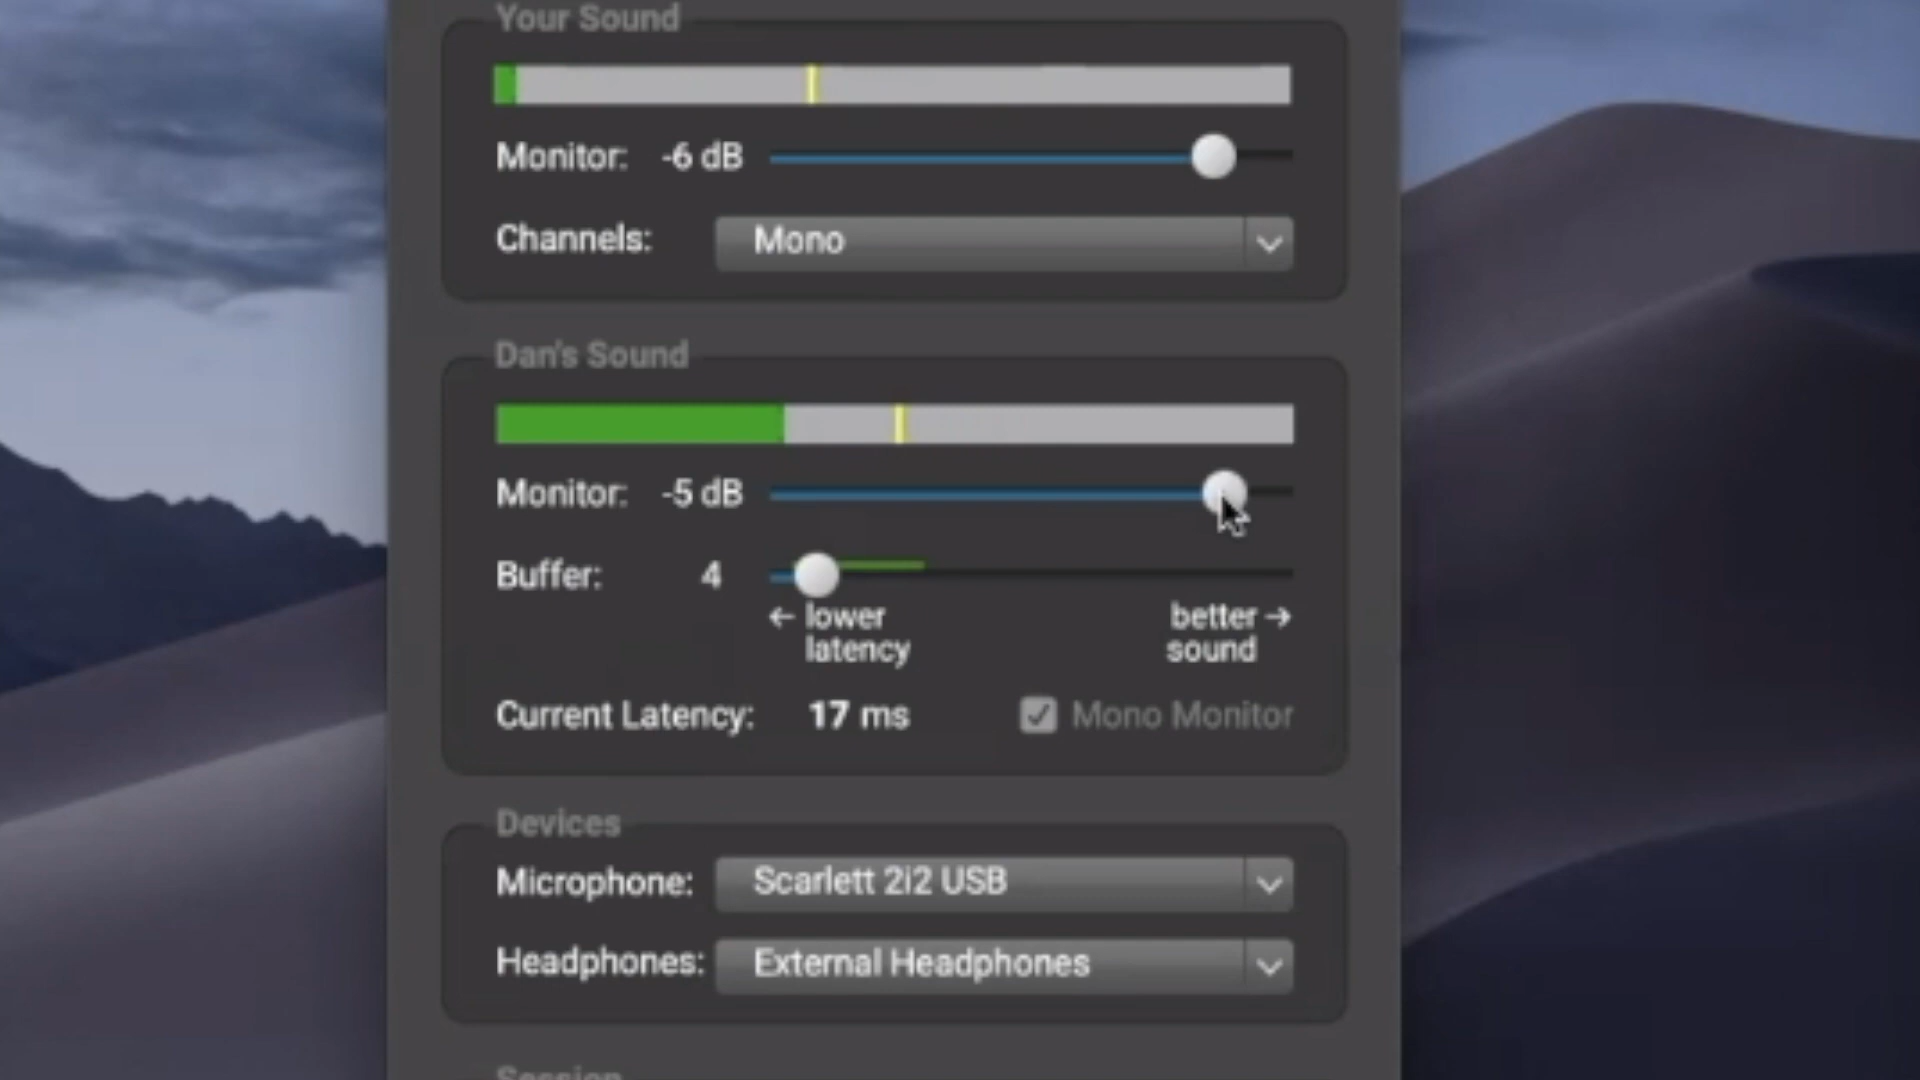 Your Sound
Monitor: -6 dB
Channels: Mono
Dan's Sound
Monitor: -5 dB
Buffer: 4
← lower better →
latency sound
Current Latency: 17 ms Mono Monitor
Devices
Microphone: Scarlett 2i2 USB
Headphones: External Headphones
Session